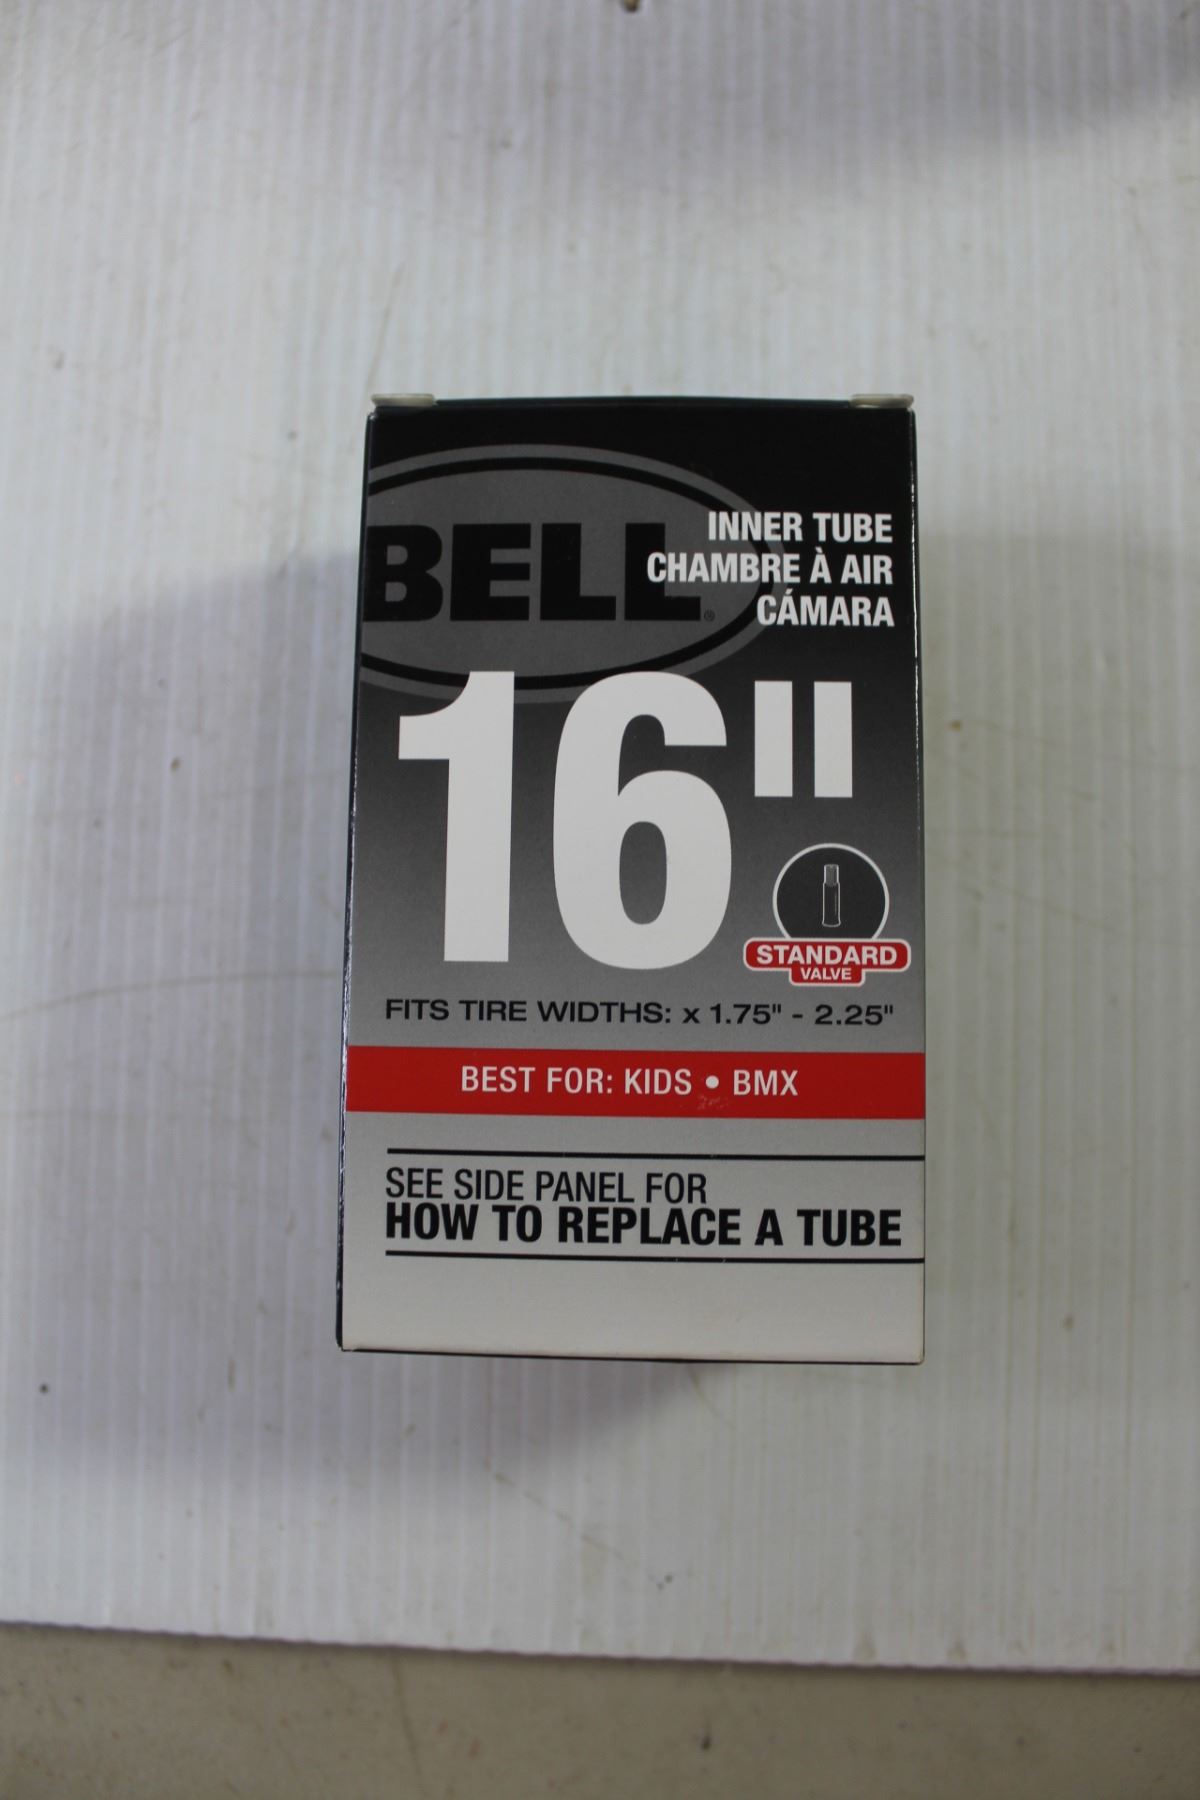 BELL®
INNER TUBE
CHAMBRE À AIR
CÁMARA
16"
STANDARD
VALVE
FITS TIRE WIDTHS: x 1.75" - 2.25"
BEST FOR: KIDS • BMX
SEE SIDE PANEL FOR
HOW TO REPLACE A TUBE